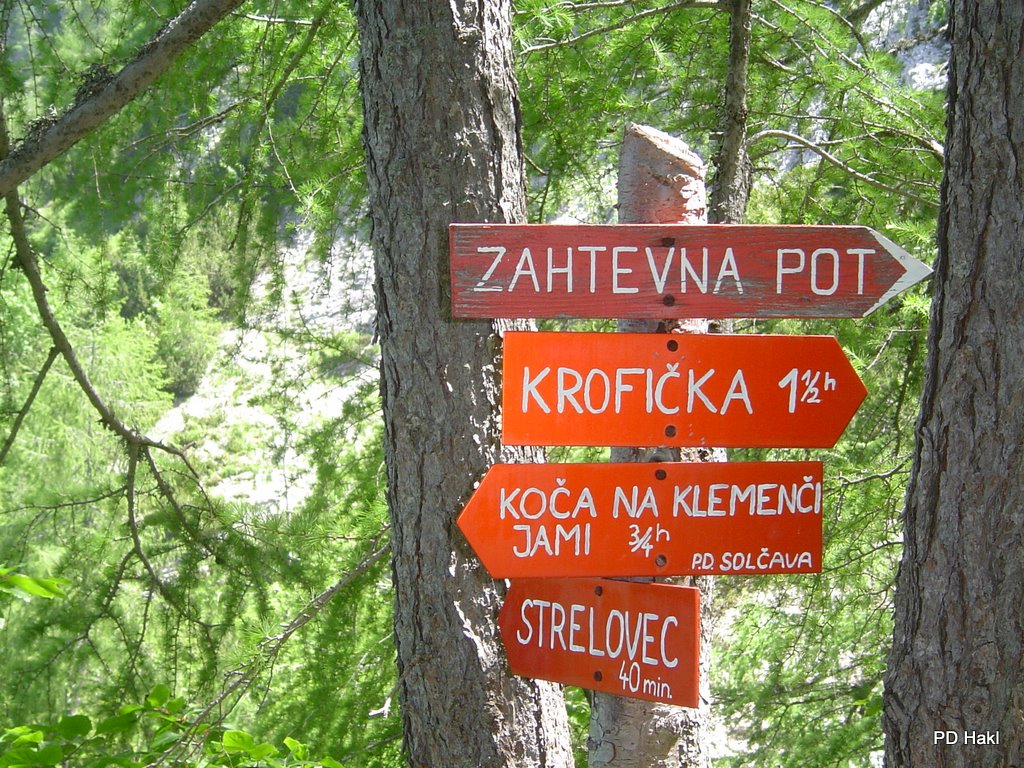 ZAHTEVNA POT
KROFIČKA 1½h
KOČA NA KLEMENČI
JAMI ¾h
P.D. SOLČAVA
STRELOVEC
40 min.
PD Hakl